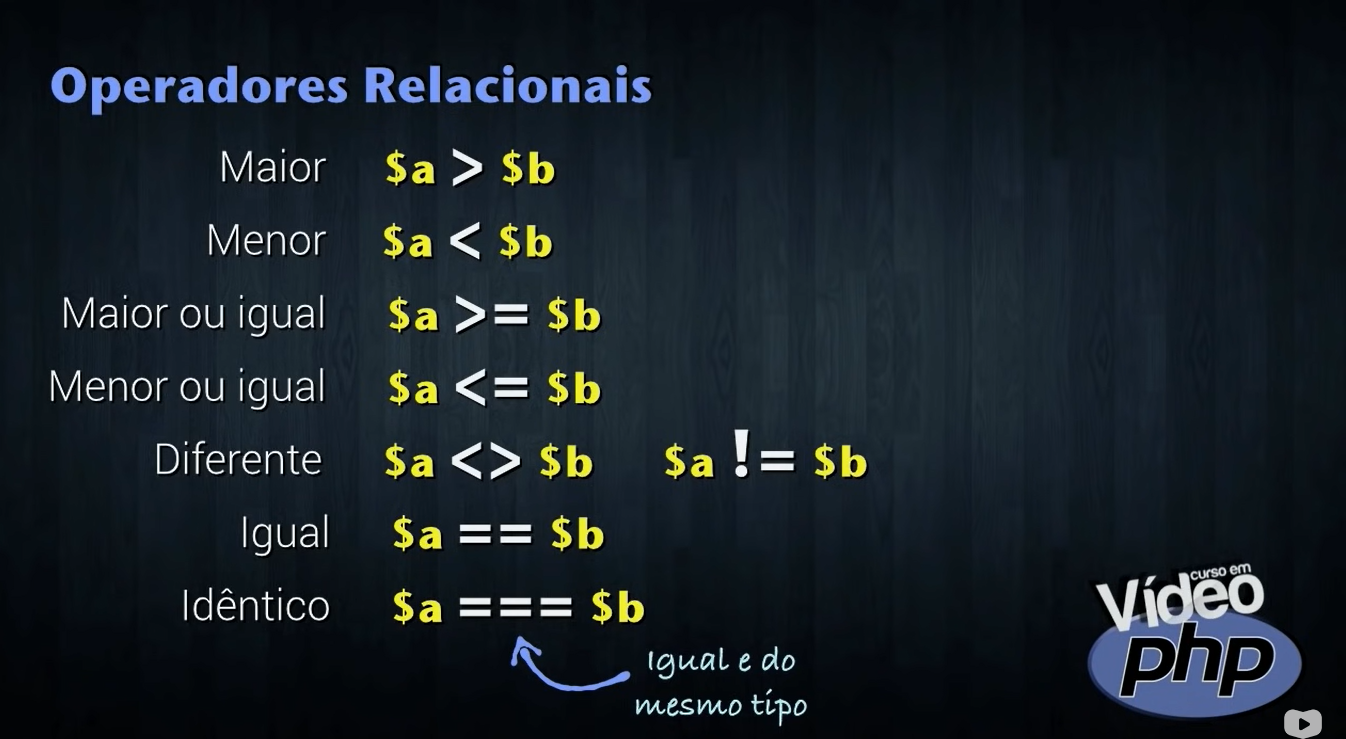 Operadores Relacionais
Maior $a > $b
Menor $a < $b
Maior ou igual $a >= $b
Menor ou igual $a <= $b
Diferente $a <> $b $a != $b
Igual $a == $b
Idêntico $a === $b
Igual e do
mesmo tipo
curso em
Vídeo
php